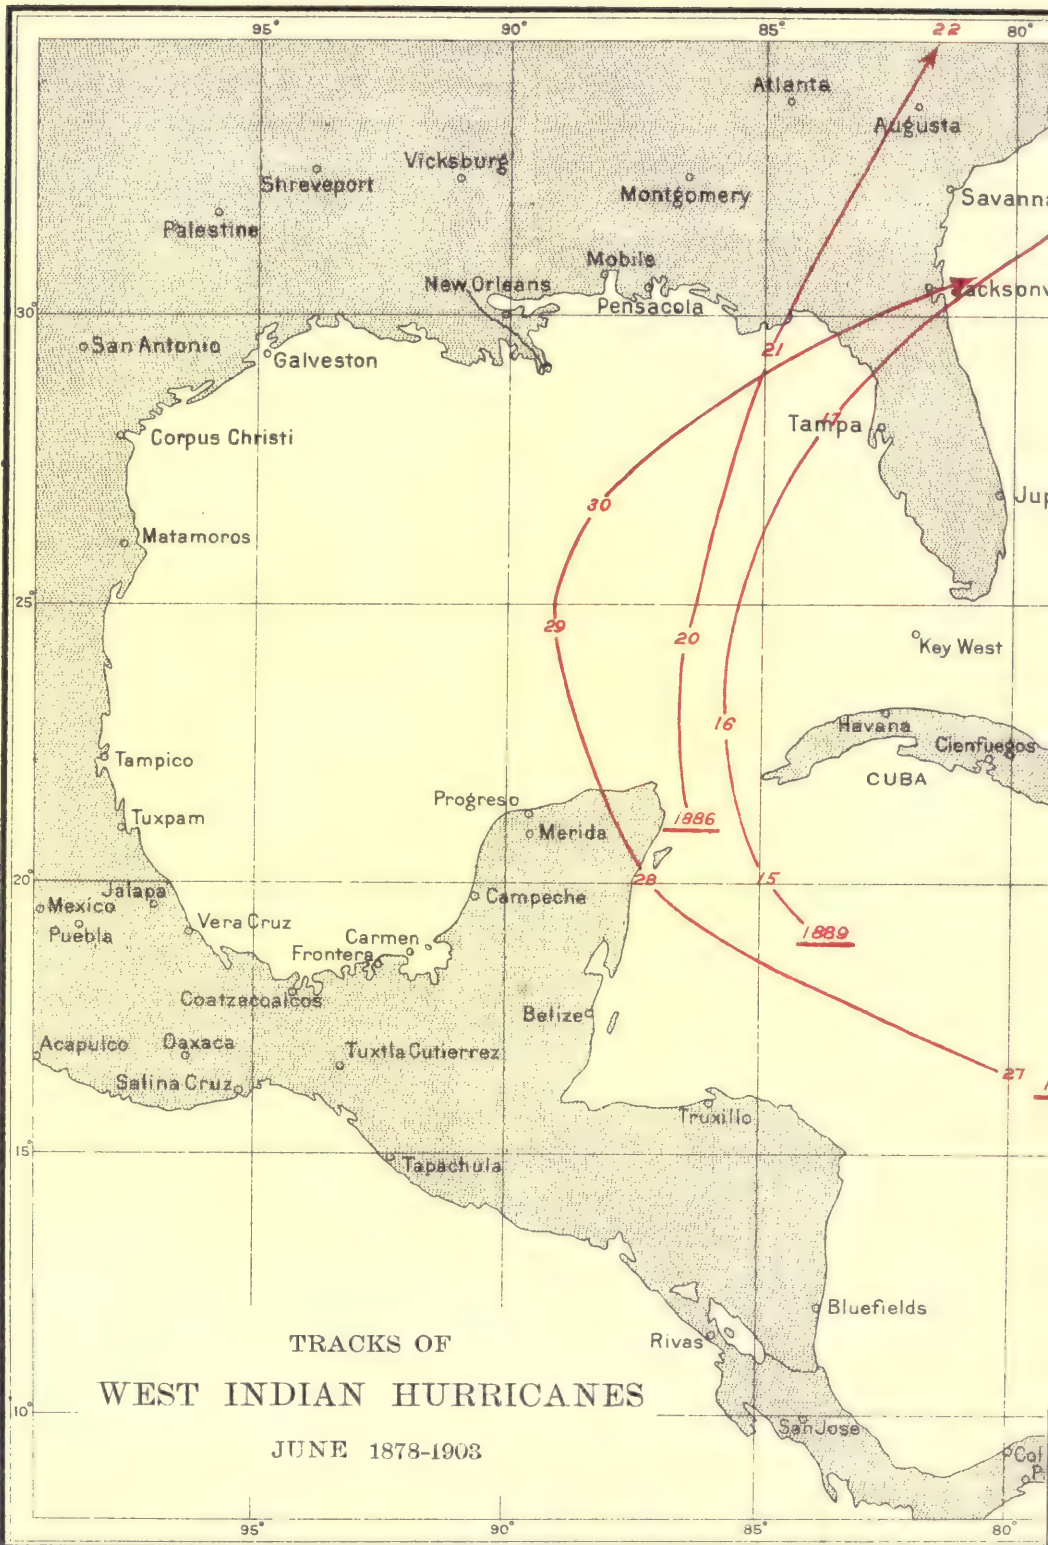 22
95°
90°
85°
80°
Atlanta
Augusta
Vicksburg
Shreveport
Montgomery
Savanna
Palestine
Mobile
New Orleans
Pensacola
Jacksonv
30°
San Antonio
Galveston
21
17
Tampa
Corpus Christi
30
Jup
Matamoros
25°
29
20
Key West
16
Havana
Cienfuegos
CUBA
Tampico
Progreso
1886
Tuxpam
Merida
20°
28
15
Jalapa
Campeche
Mexico
Puebla
Vera Cruz
1889
Carmen
Frontera
Coatzacoalcos
Belize
Acapulco
Oaxaca
Tuxtla Gutierrez
27
1
Salina Cruz
Truxillo
15°
Tapachula
Bluefields
Rivas
TRACKS OF
WEST INDIAN HURRICANES
JUNE 1878-1903
10°
San Jose
Col
P
95°
90°
85°
80°